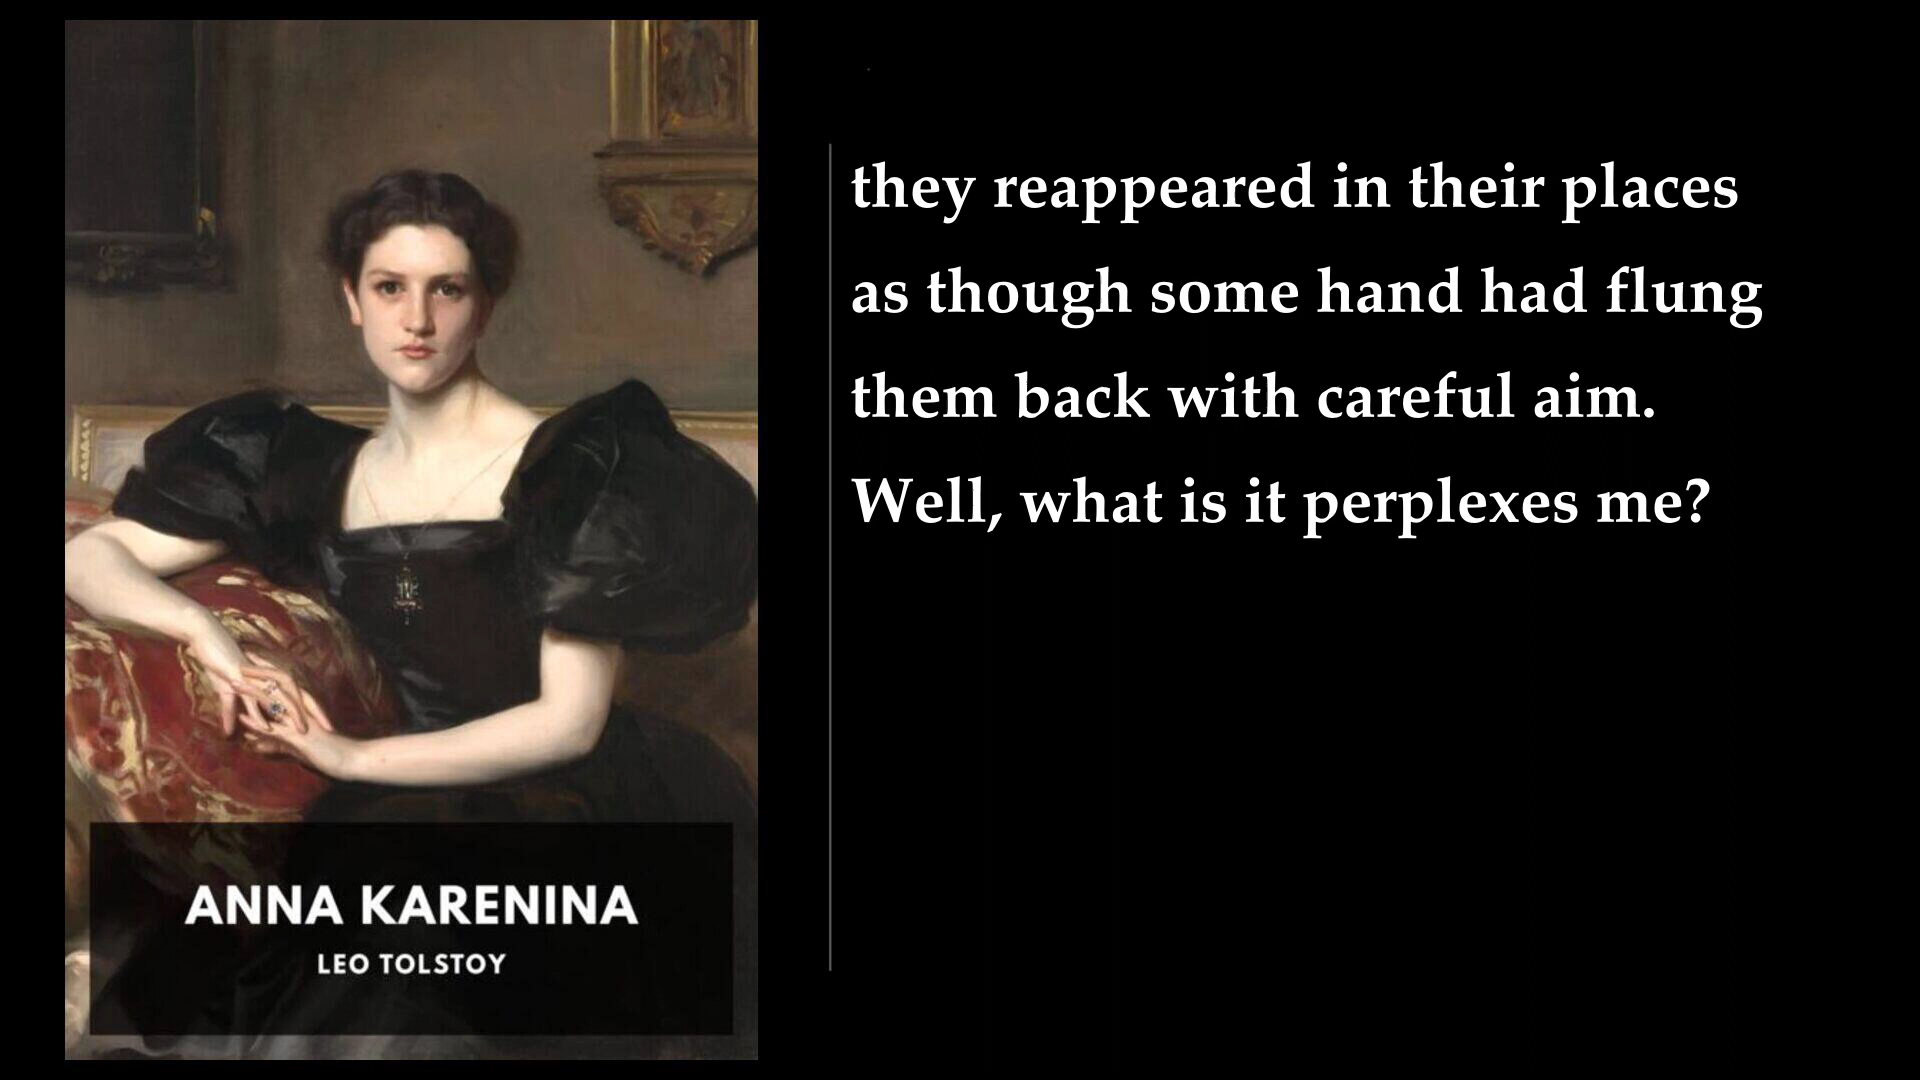 they reappeared in their places
as though some hand had flung
them back with careful aim.
Well, what is it perplexes me?
ANNA KARENINA
LEO TOLSTOY